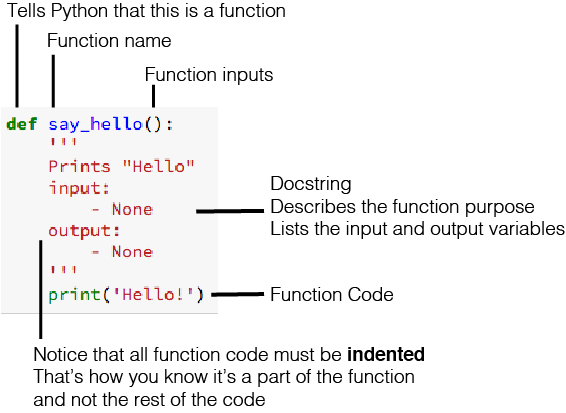 Tells Python that this is a function
Function name
Function inputs
def say_hello():
'''
Prints "Hello"
input:
- None
output:
- None
'''
print('Hello!')
Docstring
Describes the function purpose
Lists the input and output variables
Function Code
Notice that all function code must be indented
That's how you know it's a part of the function
and not the rest of the code